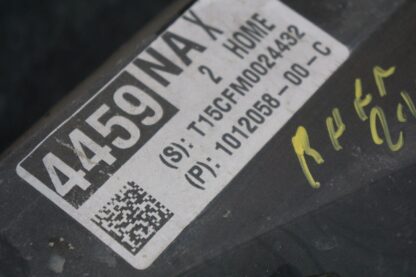 4459 NA X
2 HOME
(S): T15CFM0024432
(P): 1012058-00-C